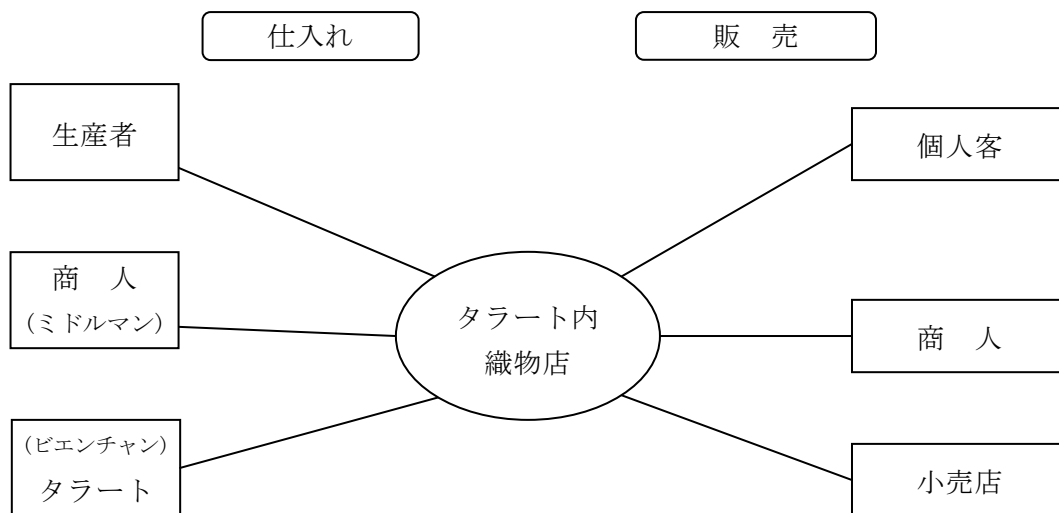 仕入れ
販　売
生産者
商　人
（ミドルマン）
（ビエンチャン）
タラート
タラート内
織物店
個人客
商　人
小売店